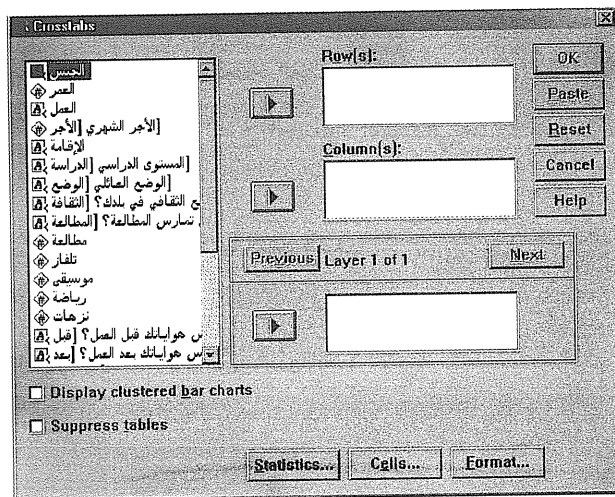 Crosstabs
الجنس
العمر
العمل
الأجر الشهري [الأجر]
الإقامة
المستوى الدراسي [الدراسة]
الوضع العائلي [الوضع]
ع الثقافي في بلدك؟ [الثقافة
تمارس المطالعة؟ [المطالعة
مطالعة
تلفاز
موسيقى
رياضة
نزهات
س هواياتك قبل العمل؟ [قبل
س هواياتك بعد العمل؟ [بعد
Row(s):
Column(s):
Previous Layer 1 of 1 Next
OK
Paste
Reset
Cancel
Help
Display clustered bar charts
Suppress tables
Statistics... Cells... Format...